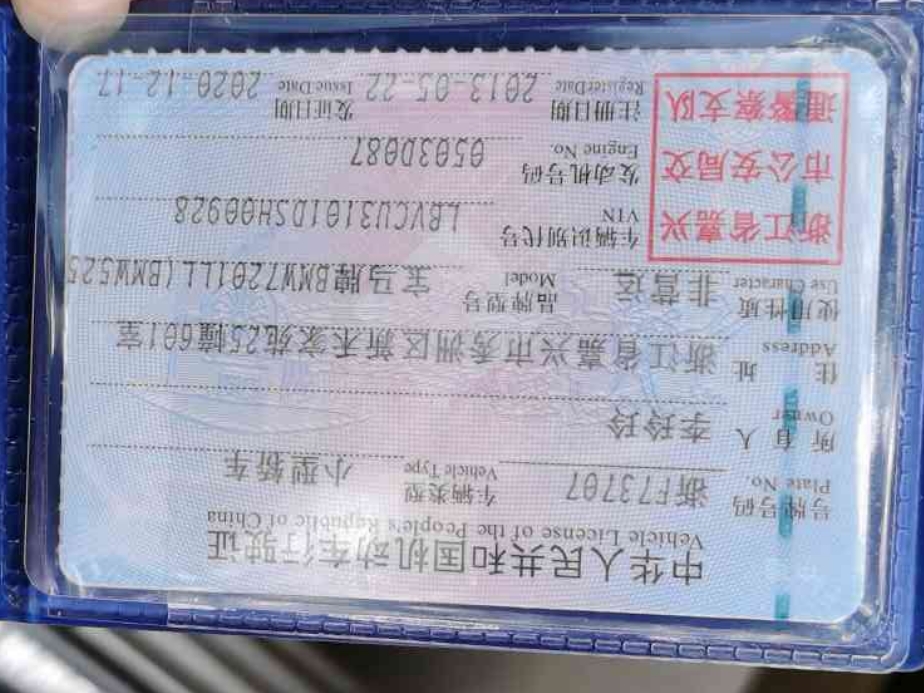 中华人民共和国机动车行驶证
Vehicle License of the People's Republic of China
号牌号码 浙F73707 车辆类型 小型轿车
Plate No. Vehicle Type
所有人 李玲玲
Owner
住址 浙江省嘉兴市秀洲区新禾家苑25幢601室
Address
使用性质 非营运 品牌型号 宝马牌BMW7201LL(BMW525
Use Character Model
浙江省嘉兴
市公安局交
通警察支队
车辆识别代号 LBVCU3101DSH00928
VIN
发动机号码 0503D087
Engine No.
注册日期 2013-05-22 发证日期 2020-12-17
Register Date Issue Date